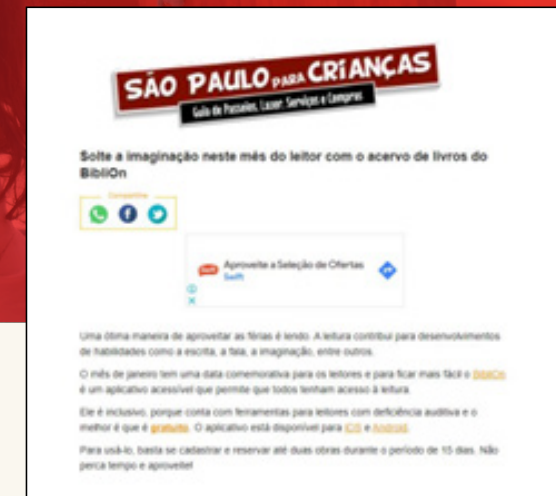 SÃO PAULO PARA CRIANÇAS
Guia de Passeios, Lazer, Serviços e Compras
Solte a imaginação neste mês do leitor com o acervo de livros do
BibliOn
Compartilhe
Swift
Aproveite a Seleção de Ofertas
Swift
Uma ótima maneira de aproveitar as férias é lendo. A leitura contribui para desenvolvimentos
de habilidades como a escrita, a fala, a imaginação, entre outros.
O mês de janeiro tem uma data comemorativa para os leitores e para ficar mais fácil o BibliOn
é um aplicativo acessível que permite que todos tenham acesso à leitura.
Ele é inclusivo, porque conta com ferramentas para leitores com deficiência auditiva e o
melhor é que é gratuito. O aplicativo está disponível para iOS e Android.
Para usá-lo, basta se cadastrar e reservar até duas obras durante o período de 15 dias. Não
perca tempo e aproveite!